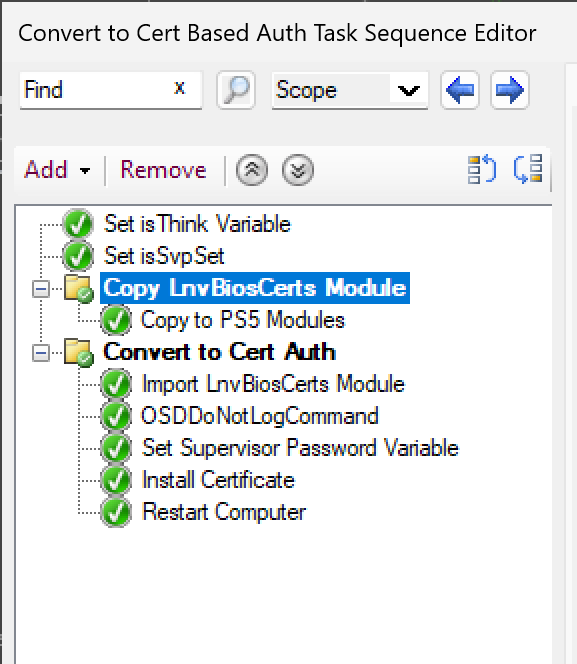 Convert to Cert Based Auth Task Sequence Editor
Find x Scope
Add Remove
Set isThink Variable
Set isSvpSet
Copy LnvBiosCerts Module
Copy to PS5 Modules
Convert to Cert Auth
Import LnvBiosCerts Module
OSDDoNotLogCommand
Set Supervisor Password Variable
Install Certificate
Restart Computer